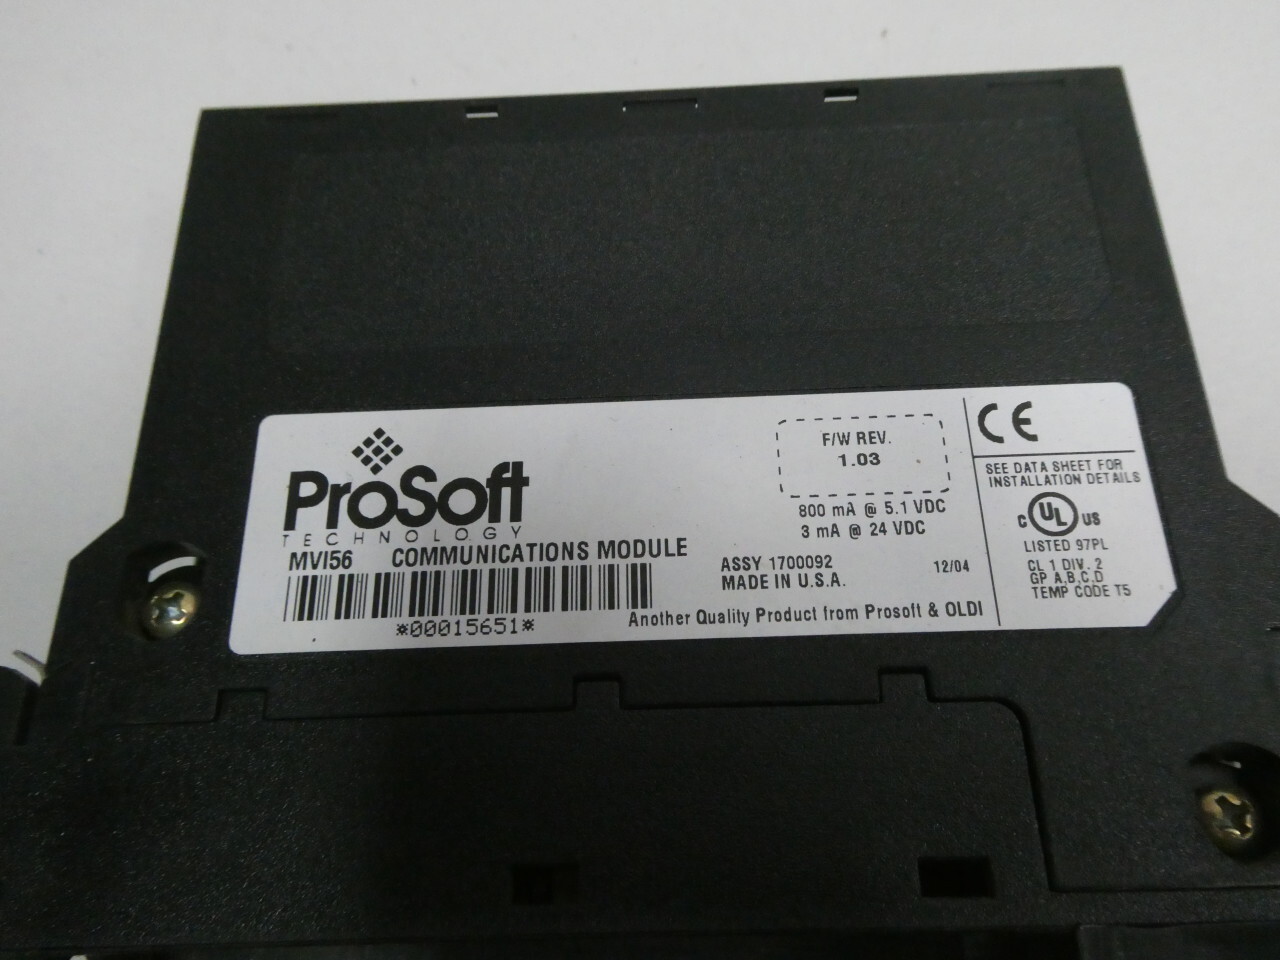 ProSoft
TECHNOLOGY
MVI56 COMMUNICATIONS MODULE
*00015651*
F/W REV.
1.03
800 mA @ 5.1 VDC
3 mA @ 24 VDC
ASSY 1700092 12/04
MADE IN U.S.A.
Another Quality Product from Prosoft & OLDI
CE
SEE DATA SHEET FOR
INSTALLATION DETAILS
C UL US
LISTED 97PL
CL 1 DIV. 2
GP A,B,C,D
TEMP CODE T5